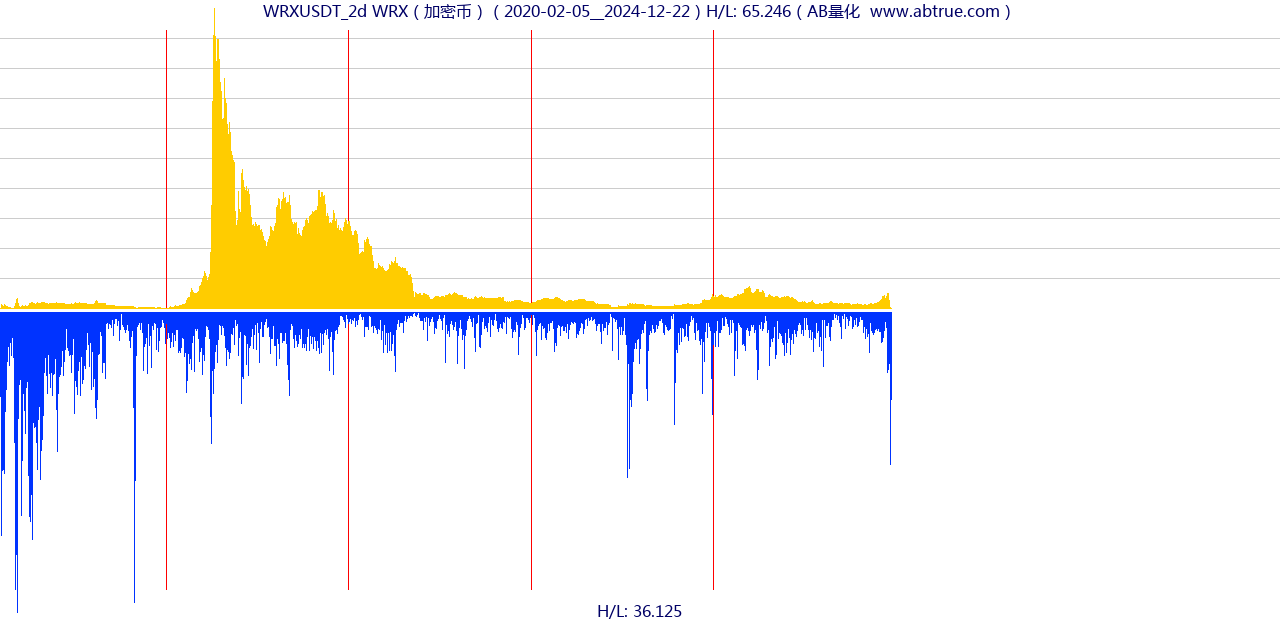 WRXUSDT_2d WRX ( 加密币 ) ( 2020-02-05__2024-12-22 ) H/L: 65.246 ( AB量化  www.abtrue.com )
H/L: 36.125